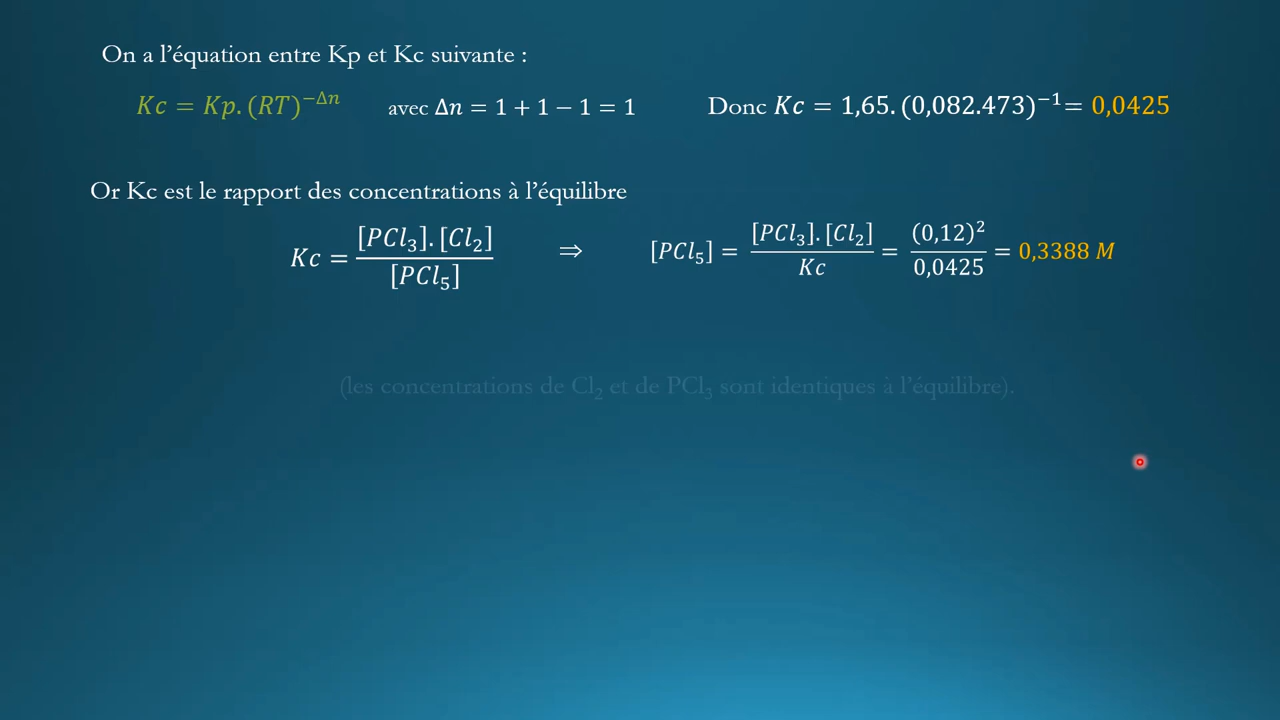 On a l’équation entre Kp et Kc suivante :
Kc = Kp. (RT)^−Δn avec Δn = 1 + 1 − 1 = 1 Donc Kc = 1,65. (0,082.473)^−1 = 0,0425
Or Kc est le rapport des concentrations à l’équilibre
Kc = [PCl₃]. [Cl₂] / [PCl₅] ⇒ [PCl₅] = [PCl₃]. [Cl₂] / Kc = (0,12)² / 0,0425 = 0,3388 M
(les concentrations de Cl₂ et de PCl₃ sont identiques à l’équilibre).